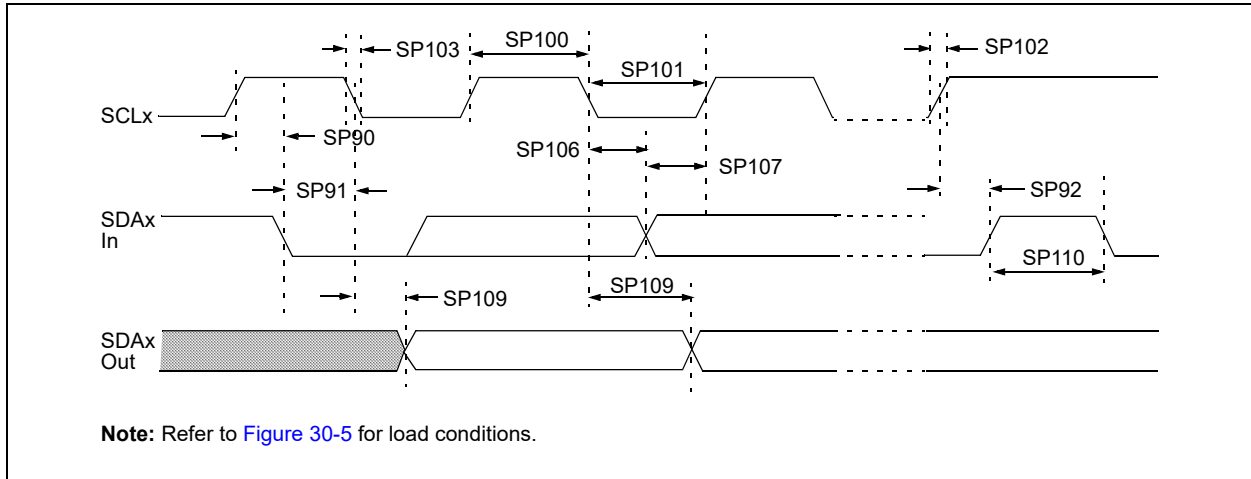 SP103
SP100
SP102
SP101
SCLx
SP90
SP106
SP107
SP91
SP92
SDAx
In
SP110
SP109
SP109
SDAx
Out
Note: Refer to Figure 30-5 for load conditions.